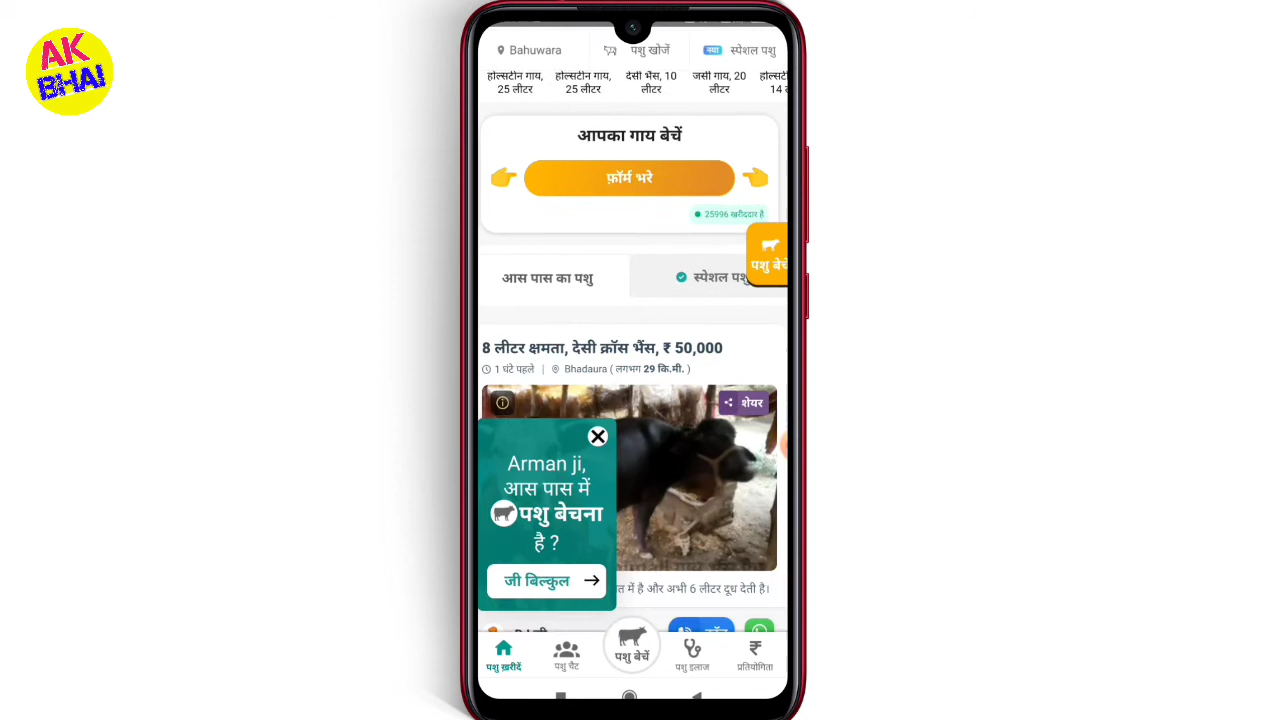 AK
BHAI
Bahuwara
पशु खोजें
नया
स्पेशल पशु
होल्सटीन गाय,
25 लीटर
होल्सटीन गाय,
25 लीटर
देसी भैंस, 10
लीटर
जर्सी गाय, 20
लीटर
14
आपका गाय बेचें
फ़ॉर्म भरे
25996 खरीददार है
पशु बेचें
आस पास का पशु
स्पेशल पशु
8 लीटर क्षमता, देसी क्रॉस भैंस, ₹ 50,000
1 घंटे पहले | Bhadaura ( लगभग 29 कि.मी. )
शेयर
Arman ji,
आस पास में
पशु बेचना
है ?
जी बिल्कुल →
में है और अभी 6 लीटर दूध देती है।
कॉल
पशु ख़रीदें
पशु चैट
पशु बेचें
पशु इलाज
₹
प्रतियोगिता